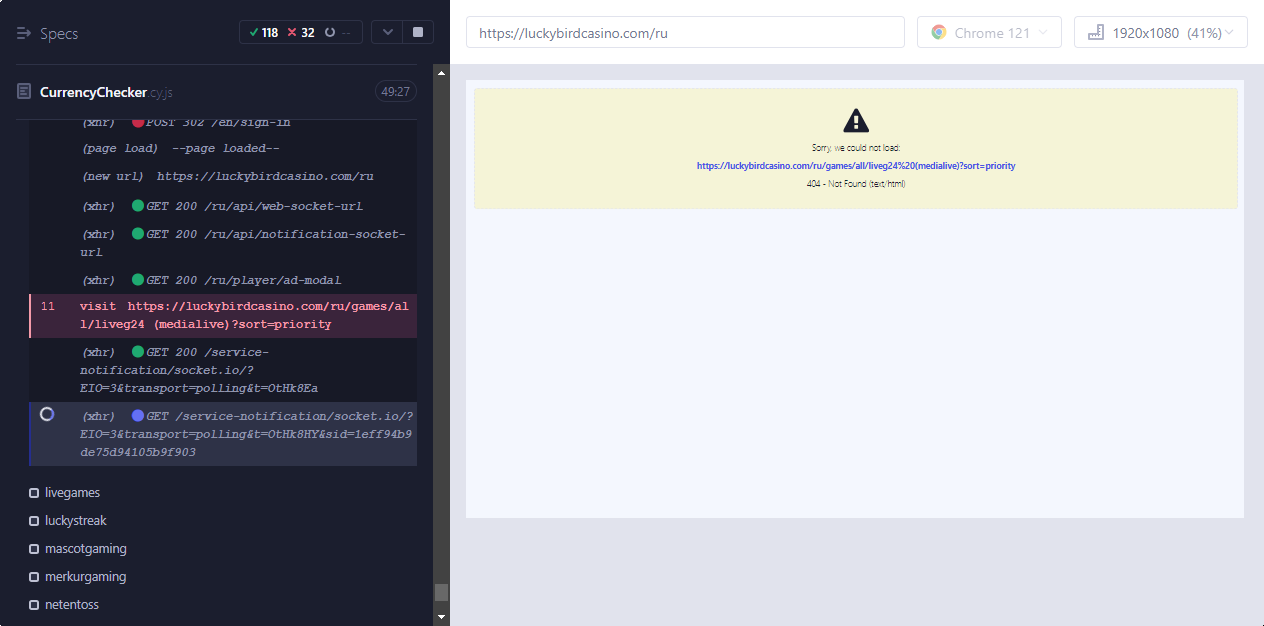 Specs
118 32 --
CurrencyChecker.cy.js 49:27
(xhr) POST 302 /en/sign-in
(page load) --page loaded--
(new url) https://luckybirdcasino.com/ru
(xhr) GET 200 /ru/api/web-socket-url
(xhr) GET 200 /ru/api/notification-socket-
url
(xhr) GET 200 /ru/player/ad-modal
11 visit https://luckybirdcasino.com/ru/games/al
l/liveg24 (medialive)?sort=priority
(xhr) GET 200 /service-
notification/socket.io/?
EIO=3&transport=polling&t=OtHk8Ea
(xhr) GET /service-notification/socket.io/?
EIO=3&transport=polling&t=OtHk8HY&sid=1eff94b9
de75d94105b9f903
livegames
luckystreak
mascotgaming
merkurgaming
netentoss
https://luckybirdcasino.com/ru
Chrome 121
1920x1080 (41%)
Sorry, we could not load:
https://luckybirdcasino.com/ru/games/all/liveg24%20(medialive)?sort=priority
404 - Not Found (text/html)